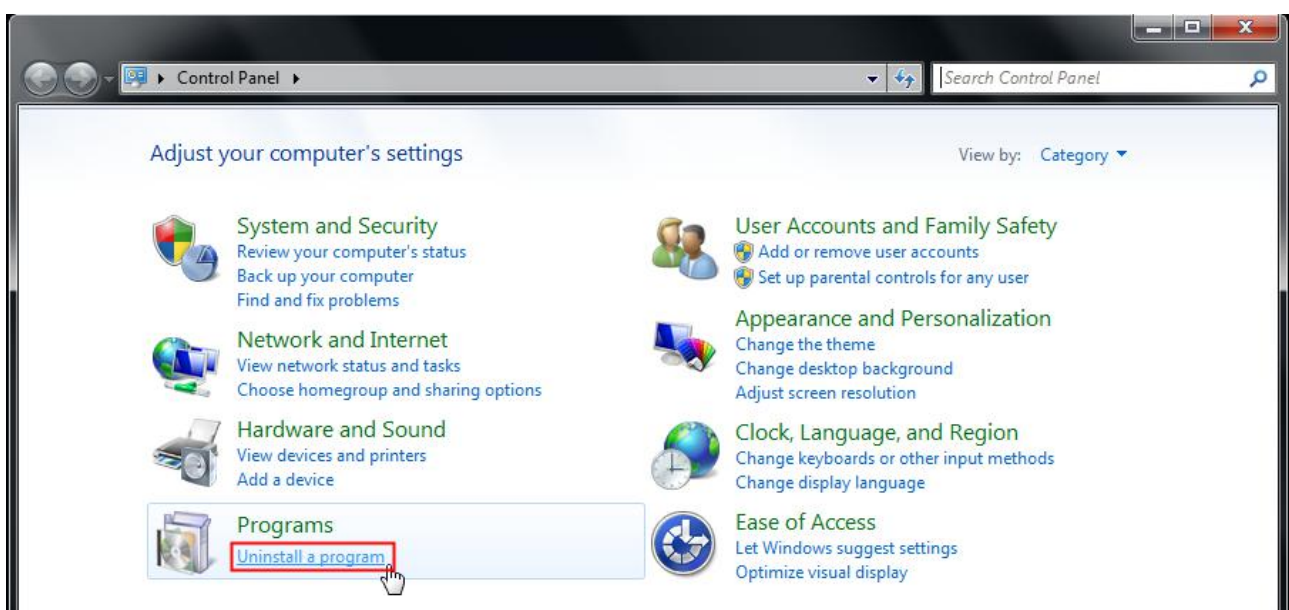 Control Panel
Search Control Panel
Adjust your computer's settings
View by: Category
System and Security
Review your computer's status
Back up your computer
Find and fix problems
Network and Internet
View network status and tasks
Choose homegroup and sharing options
Hardware and Sound
View devices and printers
Add a device
Programs
Uninstall a program
User Accounts and Family Safety
Add or remove user accounts
Set up parental controls for any user
Appearance and Personalization
Change the theme
Change desktop background
Adjust screen resolution
Clock, Language, and Region
Change keyboards or other input methods
Change display language
Ease of Access
Let Windows suggest settings
Optimize visual display